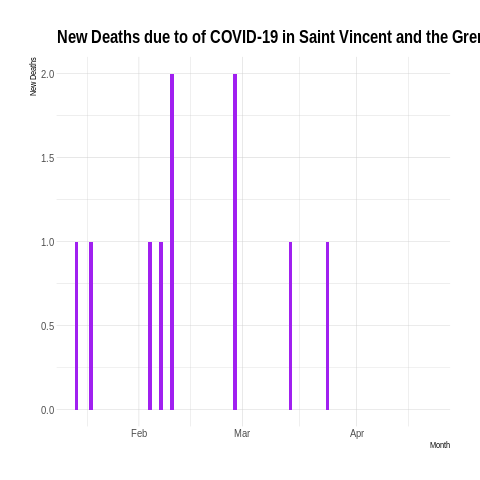 New Deaths due to of COVID-19 in Saint Vincent and the Gren
New Deaths
2.0
1.5
1.0
0.5
0.0
Feb Mar Apr
Month